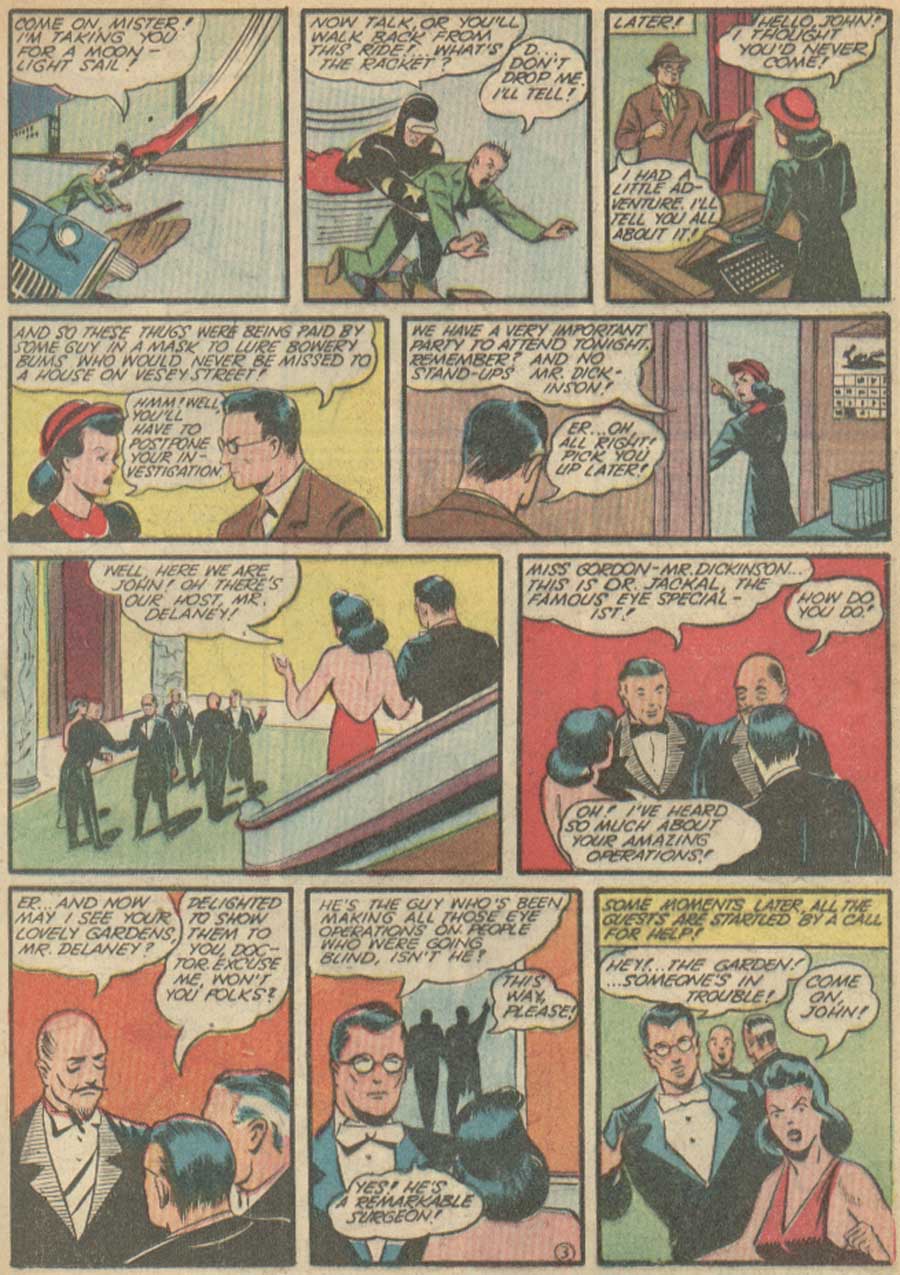 COME ON, MISTER!
I'M TAKING YOU
FOR A MOON-
LIGHT SAIL!
NOW TALK, OR YOU'LL
WALK BACK FROM
THIS RIDE!...WHAT'S
THE RACKET?
D...
DON'T
DROP ME.
I'LL TELL!
LATER!
HELLO, JOHN!
I THOUGHT
YOU'D NEVER
COME!
I HAD A
LITTLE AD-
VENTURE. I'LL
TELL YOU ALL
ABOUT IT!
AND SO THESE THUGS WERE BEING PAID BY
SOME GUY IN A MASK TO LURE BOWERY
BUMS WHO WOULD NEVER BE MISSED TO
A HOUSE ON VESEY STREET!
HMM! WELL,
YOU'LL
HAVE TO
POSTPONE
YOUR IN-
VESTIGATION
WE HAVE A VERY IMPORTANT
PARTY TO ATTEND TONIGHT,
REMEMBER? AND NO
STAND-UPS MR. DICK-
INSON!
ER...OH,
ALL RIGHT!
PICK YOU
UP LATER!
WELL, HERE WE ARE
JOHN! OH THERE'S
OUR HOST, MR.
DELANEY!
MISS GORDON-MR. DICKINSON...
THIS IS DR. JACKAL, THE
FAMOUS EYE SPECIAL-
IST!
HOW DO
YOU DO!
OH! I'VE HEARD
SO MUCH ABOUT
YOUR AMAZING
OPERATIONS!
ER...AND NOW
MAY I SEE YOUR
LOVELY GARDENS,
MR. DELANEY?
DELIGHTED
TO SHOW
THEM TO
YOU, DOC-
TOR. EXCUSE
ME, WON'T
YOU FOLKS?
HE'S THE GUY WHO'S BEEN
MAKING ALL THOSE EYE
OPERATIONS ON PEOPLE
WHO WERE GOING
BLIND, ISN'T HE?
THIS
WAY,
PLEASE!
YES! HE'S
A REMARKABLE
SURGEON!
3
SOME MOMENTS LATER, ALL THE
GUESTS ARE STARTLED BY A CALL
FOR HELP!
HEY!...THE GARDEN!
...SOMEONE'S IN
TROUBLE!
COME
ON,
JOHN!